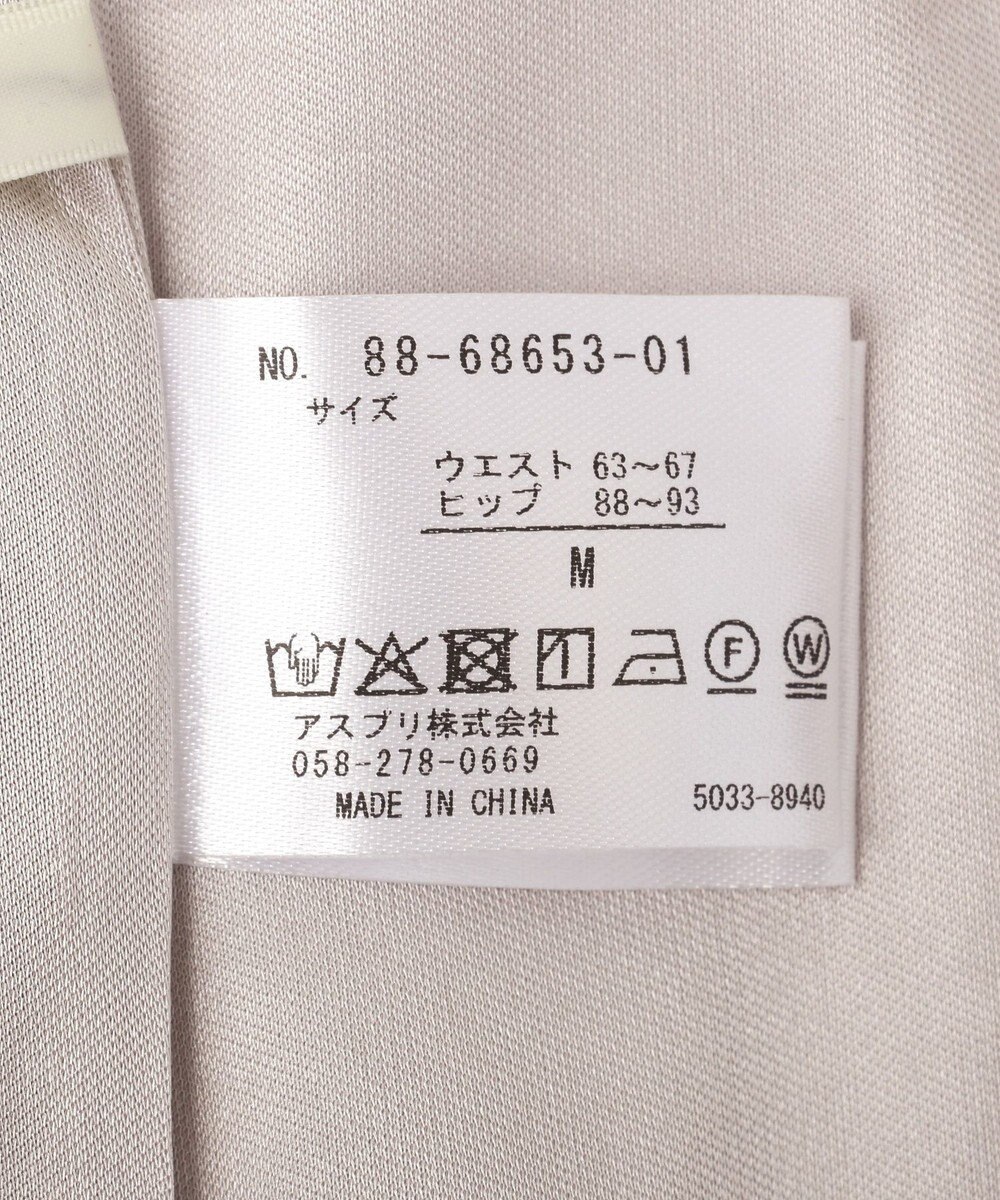 NO. 88-68653-01
サイズ
ウエスト 63～67
ヒップ 88～93
M
F W
アスブリ株式会社
058-278-0669
MADE IN CHINA 5033-8940